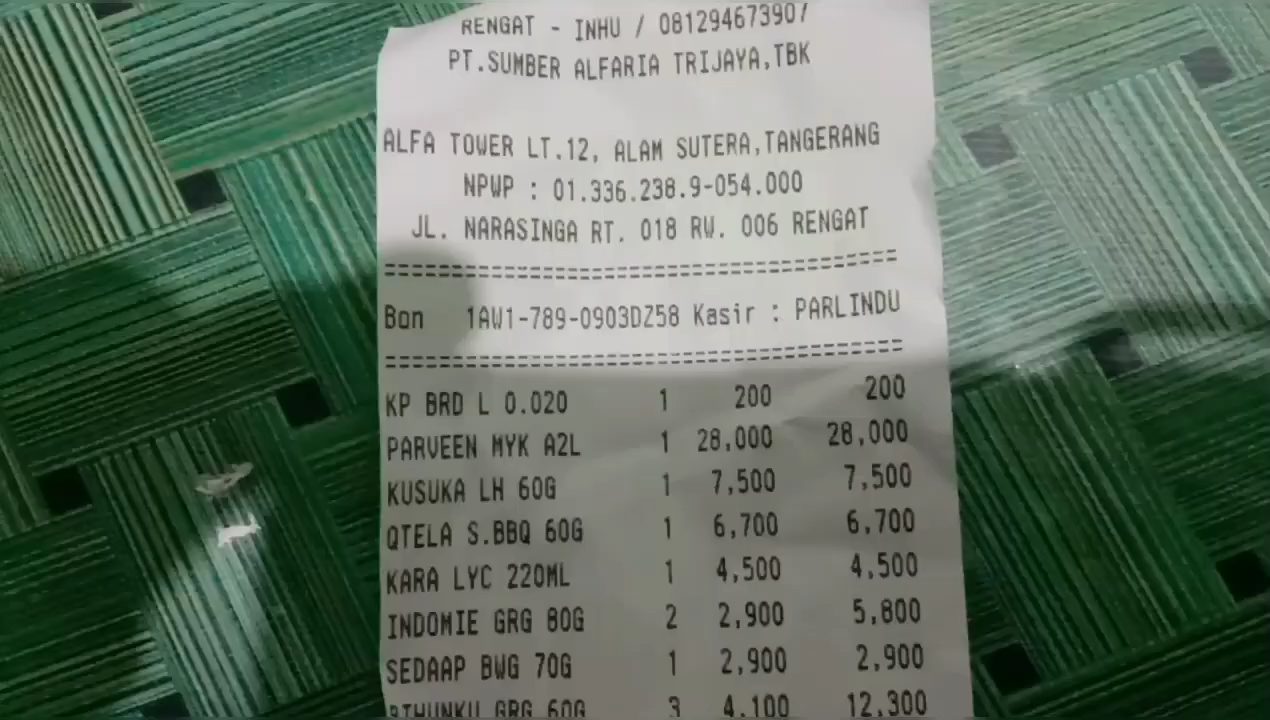 RENGAT - INHU / 081294673907
PT.SUMBER ALFARIA TRIJAYA,TBK
ALFA TOWER LT.12, ALAM SUTERA,TANGERANG
NPWP : 01.336.238.9-054.000
JL. NARASINGA RT. 018 RW. 006 RENGAT
=======================================
Bon 1AW1-789-0903DZ58 Kasir : PARLINDU
=======================================
KP BRD L 0.020 1 200 200
PARVEEN MYK A2L 1 28,000 28,000
KUSUKA LH 60G 1 7,500 7,500
QTELA S.BBQ 60G 1 6,700 6,700
KARA LYC 220ML 1 4,500 4,500
INDOMIE GRG 80G 2 2,900 5,800
SEDAAP BWG 70G 1 2,900 2,900
BIHUNKU GRG 60G 3 4,100 12,300